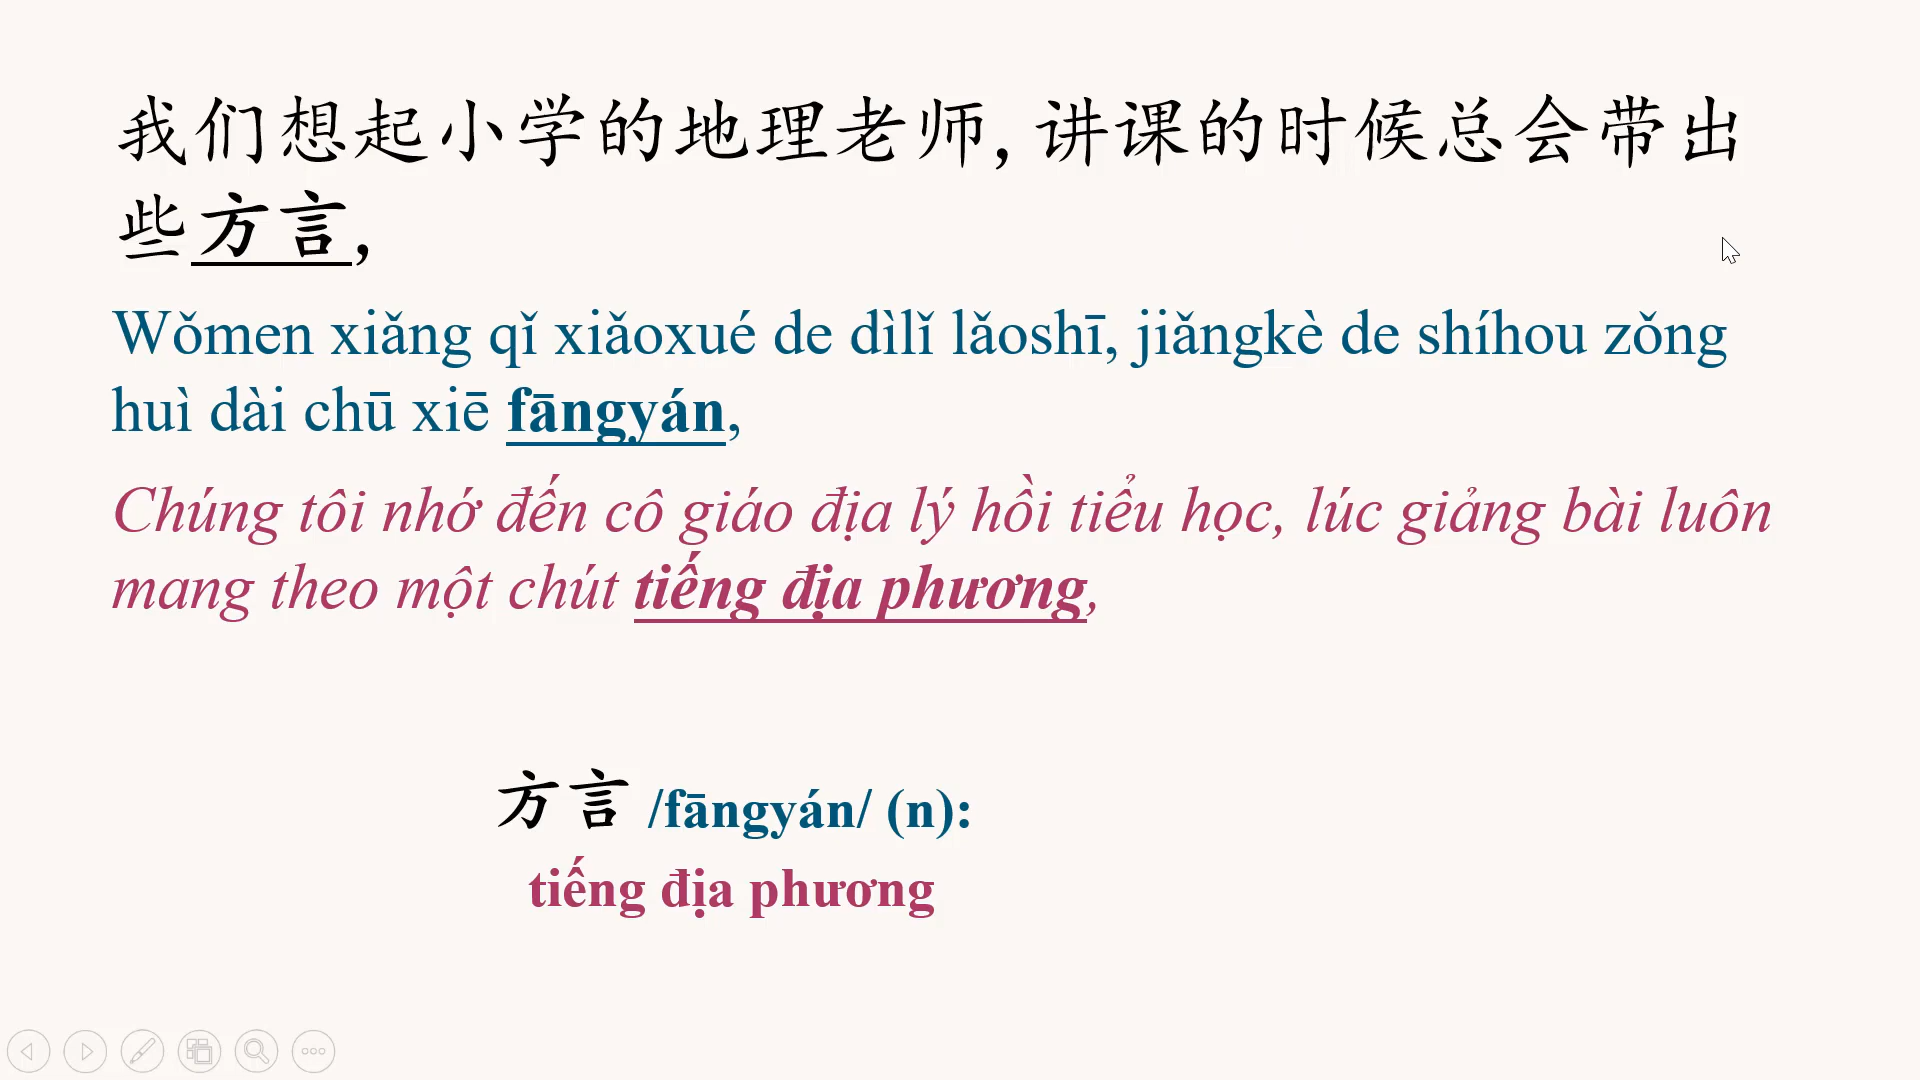 我们想起小学的地理老师,讲课的时候总会带出
些方言,
Wǒmen xiǎng qǐ xiǎoxué de dìlǐ lǎoshī, jiǎngkè de shíhou zǒng
huì dài chū xiē fāngyán,
Chúng tôi nhớ đến cô giáo địa lý hồi tiểu học, lúc giảng bài luôn
mang theo một chút tiếng địa phương,
方言 /fāngyán/ (n):
tiếng địa phương